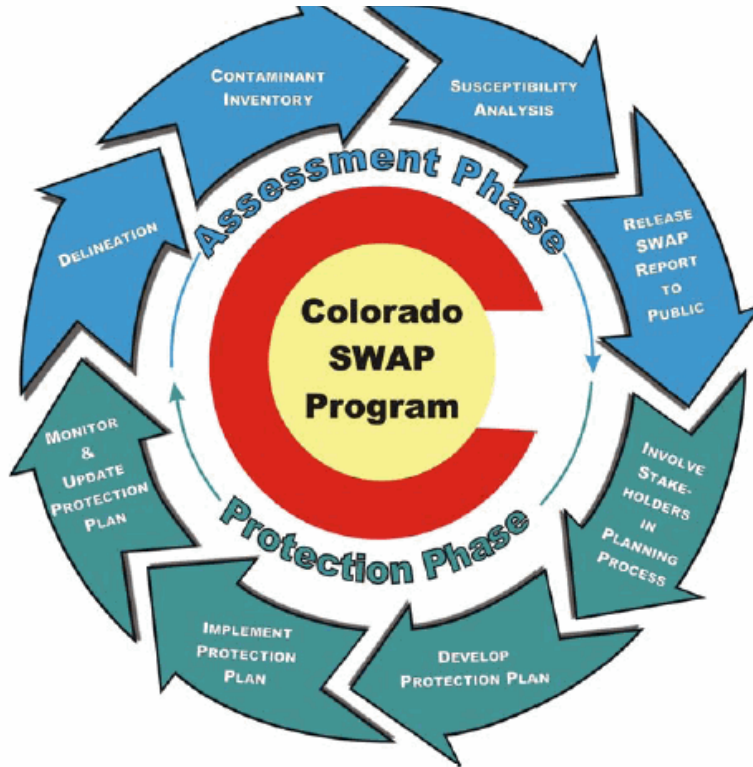 CONTAMINANT
INVENTORY
SUSCEPTIBILITY
ANALYSIS
RELEASE
SWAP
REPORT
TO
PUBLIC
INVOLVE
STAKE-
HOLDERS
IN
PLANNING
PROCESS
DEVELOP
PROTECTION PLAN
IMPLEMENT
PROTECTION
PLAN
MONITOR
&
UPDATE
PROTECTION
PLAN
DELINEATION
Assessment Phase
Colorado
SWAP
Program
Protection Phase